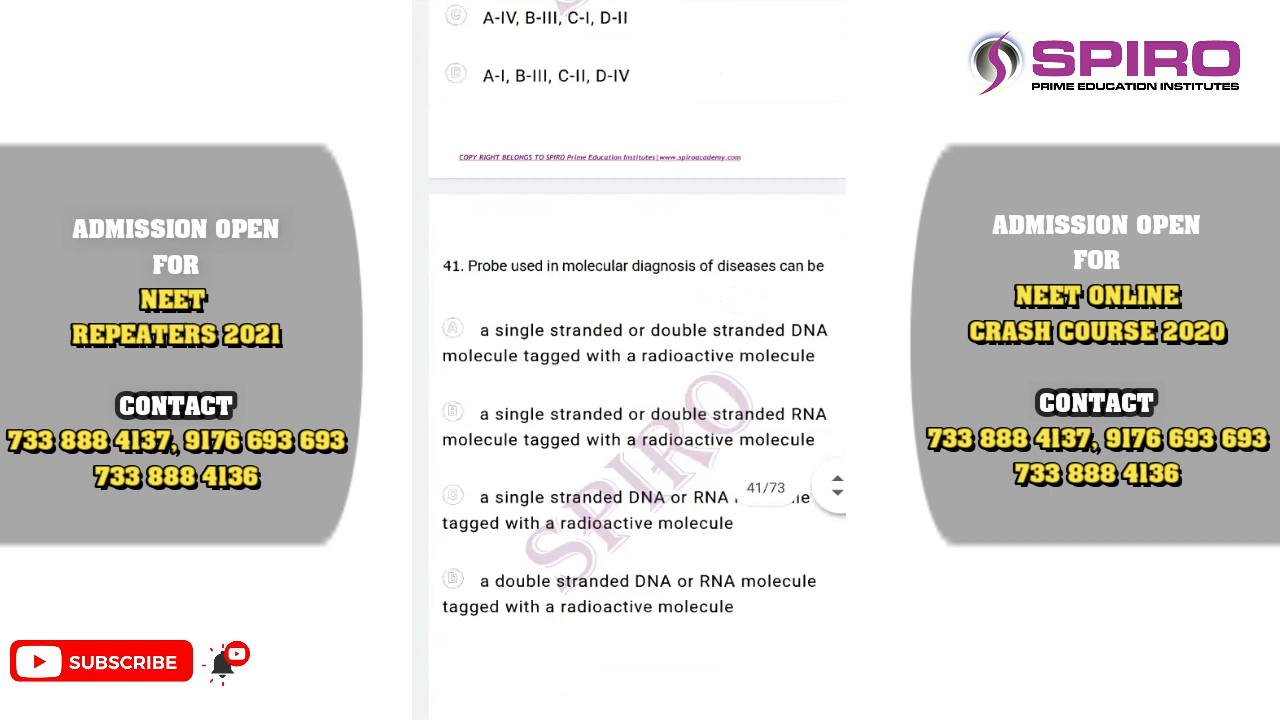 A-IV, B-III, C-I, D-II
A-I, B-III, C-II, D-IV
COPY RIGHT BELONGS TO SPIRO Prime Education Institutes|www.spiroacademy.com
SPIRO
PRIME EDUCATION INSTITUTES
ADMISSION OPEN
FOR
NEET
REPEATERS 2021
CONTACT
733 888 4137, 9176 693 693
733 888 4136
41. Probe used in molecular diagnosis of diseases can be
A a single stranded or double stranded DNA
molecule tagged with a radioactive molecule
B a single stranded or double stranded RNA
molecule tagged with a radioactive molecule
C a single stranded DNA or RNA
tagged with a radioactive molecule
D a double stranded DNA or RNA molecule
tagged with a radioactive molecule
41/73
SPIRO
ADMISSION OPEN
FOR
NEET ONLINE
CRASH COURSE 2020
CONTACT
733 888 4137, 9176 693 693
733 888 4136
SUBSCRIBE